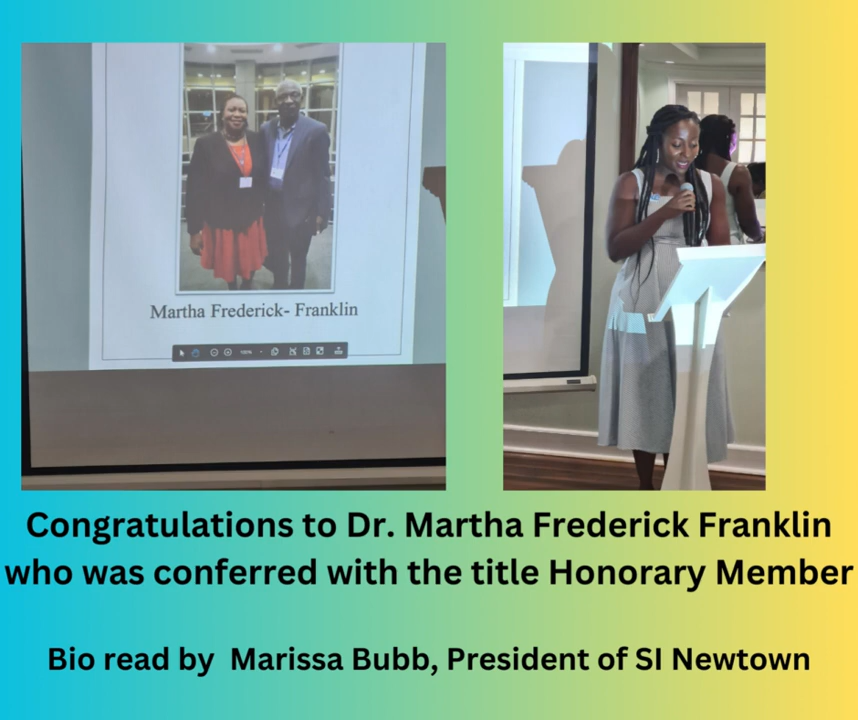 Martha Frederick- Franklin
100%
Congratulations to Dr. Martha Frederick Franklin
who was conferred with the title Honorary Member
Bio read by Marissa Bubb, President of SI Newtown